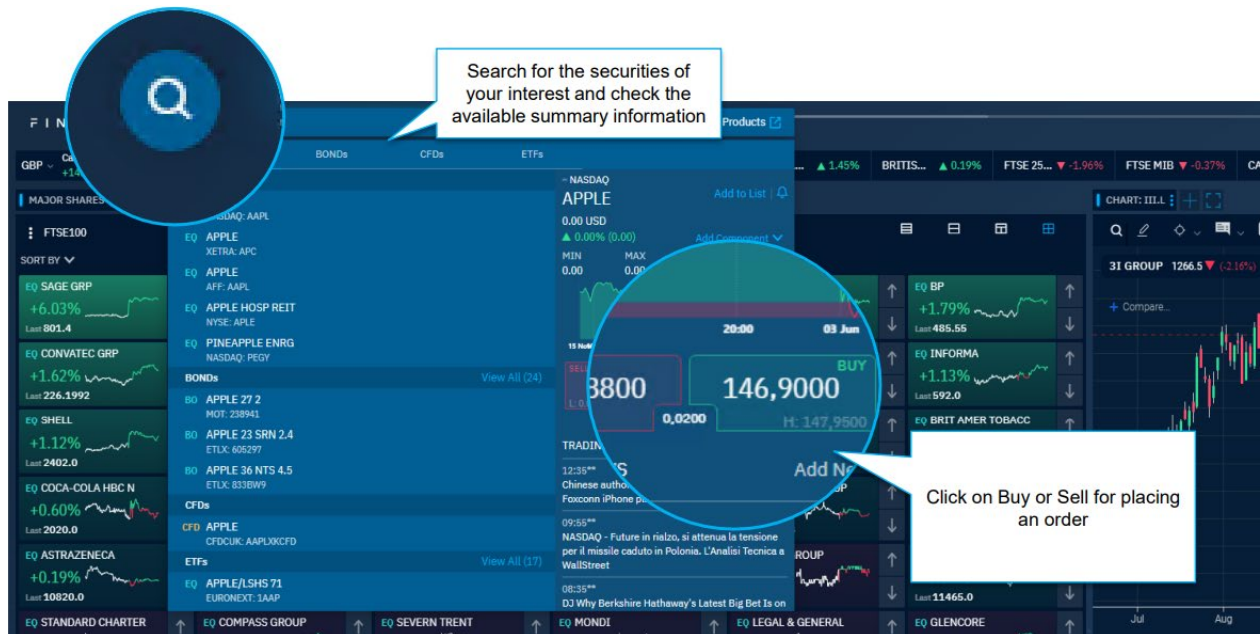 Search for the securities of
your interest and check the
available summary information
FIN
Products
BONDs CFDs ETFs
GBP
▲ 1.45% BRITIS... ▲ 0.19% FTSE 25... ▼ -1.96% FTSE MIB ▼ -0.37%
MAJOR SHARES
CHART: III.L
FTSE100
SORT BY
EQ SAGE GRP
+6.03%
Last 801.4
EQ CONVATEC GRP
+1.62%
Last 226.1992
EQ SHELL
+1.12%
Last 2402.0
EQ COCA-COLA HBC N
+0.60%
Last 2020.0
EQ ASTRAZENECA
+0.19%
Last 10820.0
EQ APPLE
XETRA: APC
EQ APPLE
AFF: AAPL
EQ APPLE HOSP REIT
NYSE: APLE
EQ PINEAPPLE ENRG
NASDAQ: PEGY
BONDs View All (24)
BO APPLE 27 2
MOT: 238941
BO APPLE 23 SRN 2.4
ETLX: 605297
BO APPLE 36 NTS 4.5
ETLX: 833BW9
CFDs
CFD APPLE
CFDCUK: AAPLXKCFD
ETFs View All (17)
EQ APPLE/LSHS 71
EURONEXT: 1AAP
~ NASDAQ
APPLE
Add to List
0.00 USD
▲ 0.00% (0.00)
Add Component
MIN MAX
0.00 0.00
20:00 03 Jun
SELL
BUY
3800 146,9000
0,0200
H: 147,9500
12:35**
Chinese
Foxconn iPhone
09:55**
NASDAQ - Future in rialzo, si attenua la tensione
per il missile caduto in Polonia. L'Analisi Tecnica a
WallStreet
08:35**
DJ Why Berkshire Hathaway's Latest Big Bet Is on
EQ BP
+1.79%
Last 485.55
EQ INFORMA
+1.13%
Last 592.0
EQ BRIT AMER TOBACC
Click on Buy or Sell for placing
an order
Last 11465.0
3I GROUP 1266.5 ▼ (-2.16%)
+ Compare...
Jul Aug
EQ STANDARD CHARTER EQ COMPASS GROUP EQ SEVERN TRENT EQ MONDI EQ LEGAL & GENERAL EQ GLENCORE